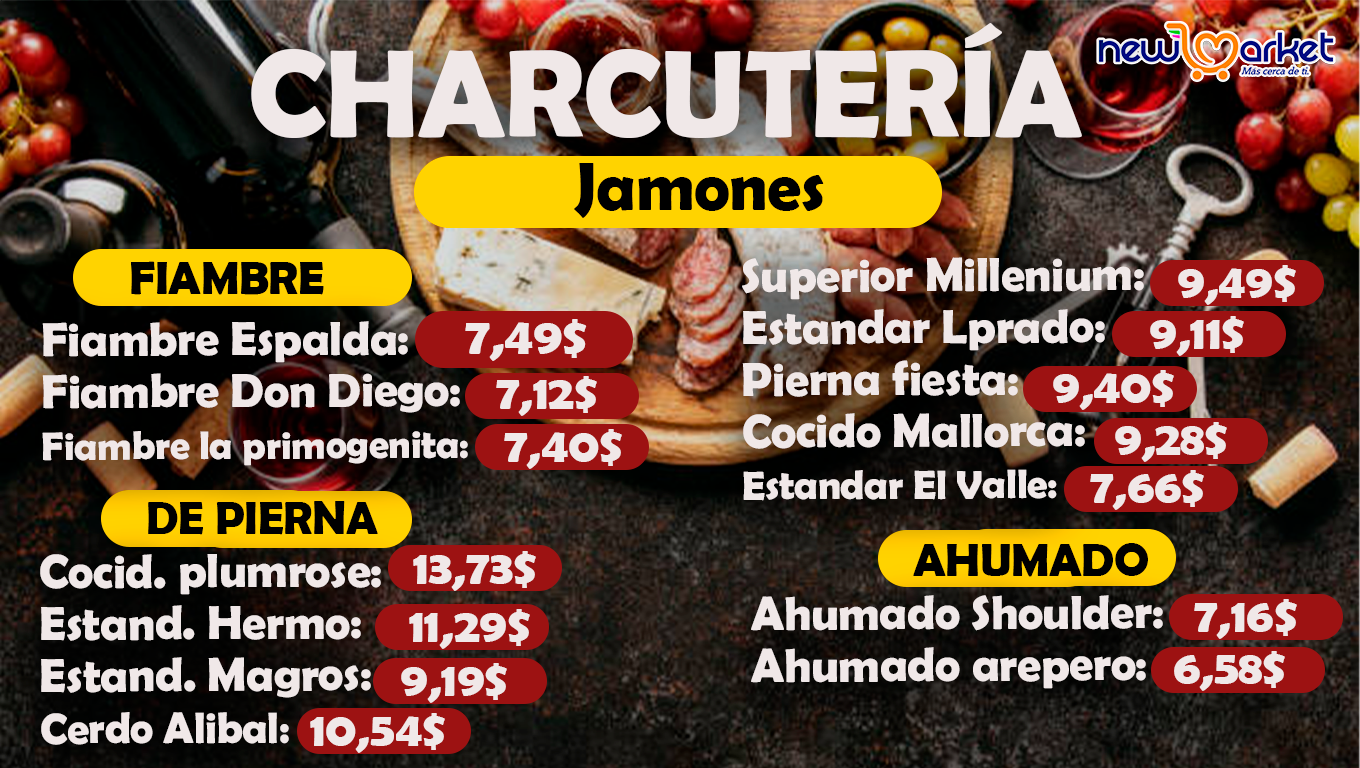 CHARCUTERÍA
new market
Más cerca de ti.
Jamones
FIAMBRE
Fiambre Espalda: 7,49$
Fiambre Don Diego: 7,12$
Fiambre la primogenita: 7,40$
DE PIERNA
Cocid. plumrose: 13,73$
Estand. Hermo: 11,29$
Estand. Magros: 9,19$
Cerdo Alibal: 10,54$
Superior Millenium: 9,49$
Estandar Lprado: 9,11$
Pierna fiesta: 9,40$
Cocido Mallorca: 9,28$
Estandar El Valle: 7,66$
AHUMADO
Ahumado Shoulder: 7,16$
Ahumado arepero: 6,58$